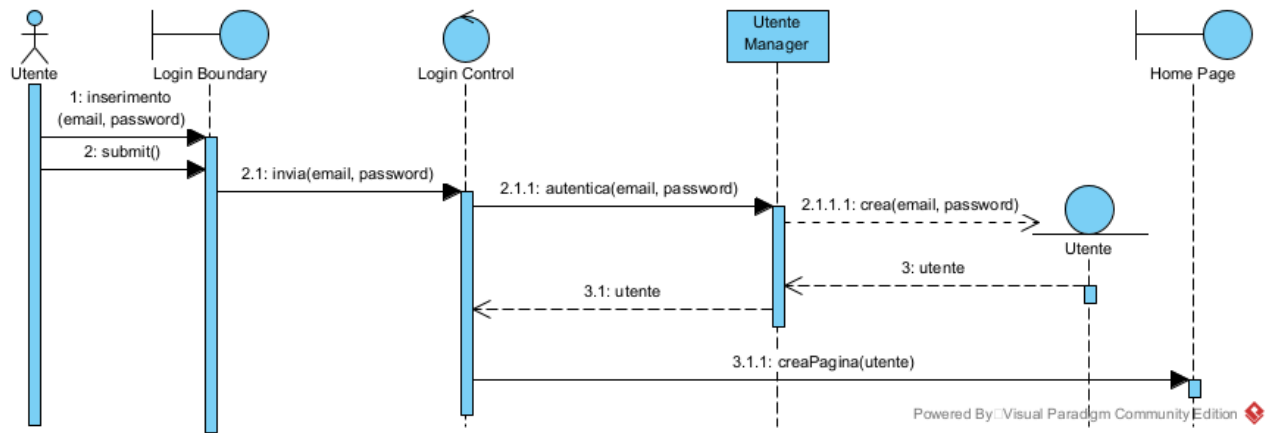 Utente
Manager
Utente
Login Boundary
Login Control
Home Page
1: inserimento
(email, password)
2: submit()
2.1: invia(email, password)
2.1.1: autentica(email, password)
2.1.1.1: crea(email, password)
Utente
3: utente
3.1: utente
3.1.1: creaPagina(utente)
Powered By Visual Paradigm Community Edition